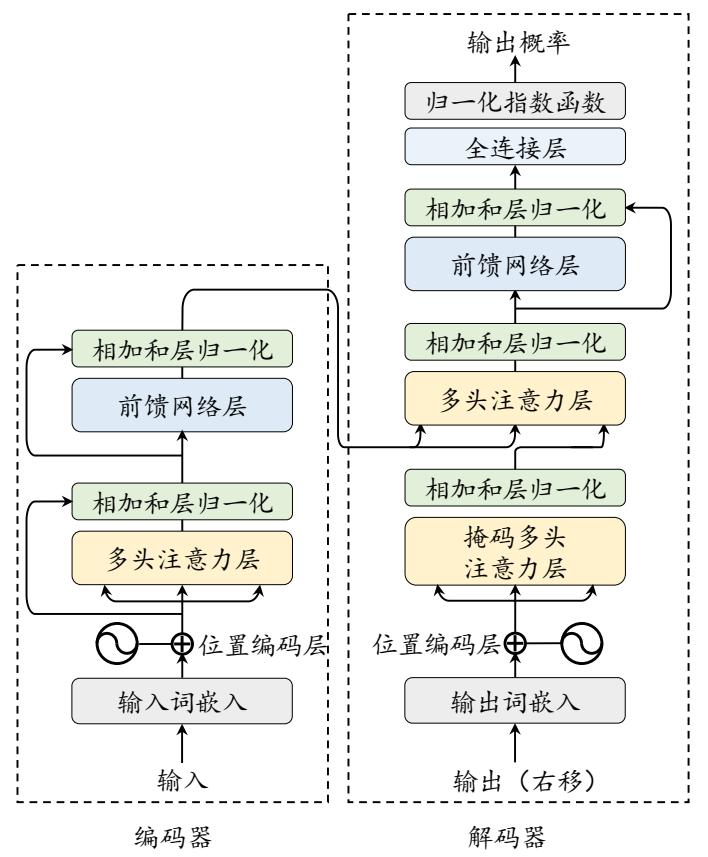 输出概率
归一化指数函数
全连接层
相加和层归一化
前馈网络层
相加和层归一化
多头注意力层
相加和层归一化
掩码多头
注意力层
位置编码层
输出词嵌入
输出（右移）
解码器
相加和层归一化
前馈网络层
相加和层归一化
多头注意力层
位置编码层
输入词嵌入
输入
编码器